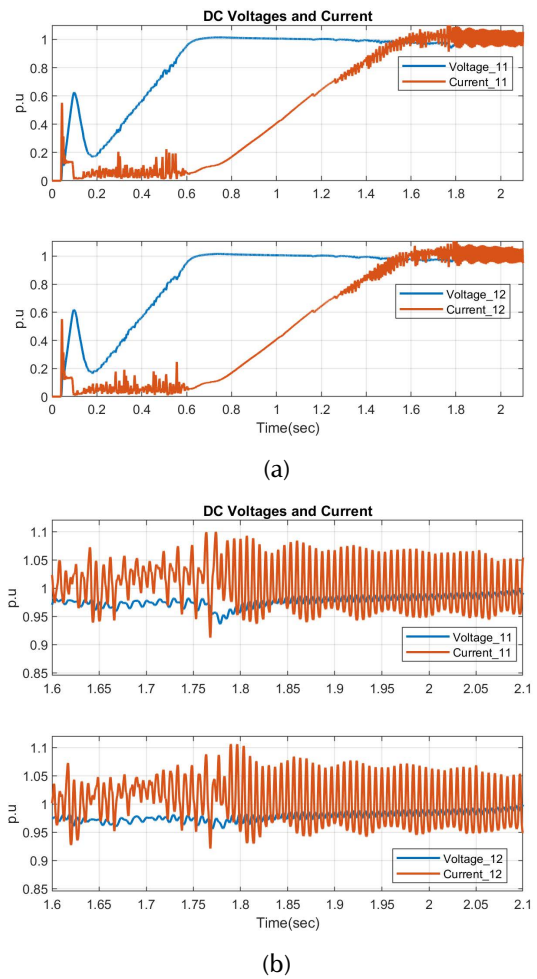 DC Voltages and Current
p.u
1
0.8
0.6
0.4
0.2
0
Voltage_11
Current_11
0 0.2 0.4 0.6 0.8 1 1.2 1.4 1.6 1.8 2
p.u
1
0.8
0.6
0.4
0.2
0
Voltage_12
Current_12
0 0.2 0.4 0.6 0.8 1 1.2 1.4 1.6 1.8 2
Time(sec)
(a)
DC Voltages and Current
p.u
1.1
1.05
1
0.95
0.9
0.85
Voltage_11
Current_11
1.6 1.65 1.7 1.75 1.8 1.85 1.9 1.95 2 2.05 2.1
p.u
1.1
1.05
1
0.95
0.9
0.85
Voltage_12
Current_12
1.6 1.65 1.7 1.75 1.8 1.85 1.9 1.95 2 2.05 2.1
Time(sec)
(b)